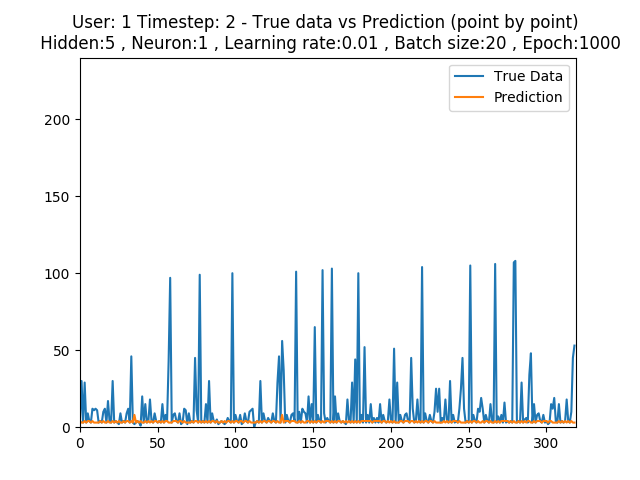 User: 1 Timestep: 2 - True data vs Prediction (point by point)
Hidden:5 , Neuron:1 , Learning rate:0.01 , Batch size:20 , Epoch:1000
True Data
Prediction
200
150
100
50
0
0 50 100 150 200 250 300